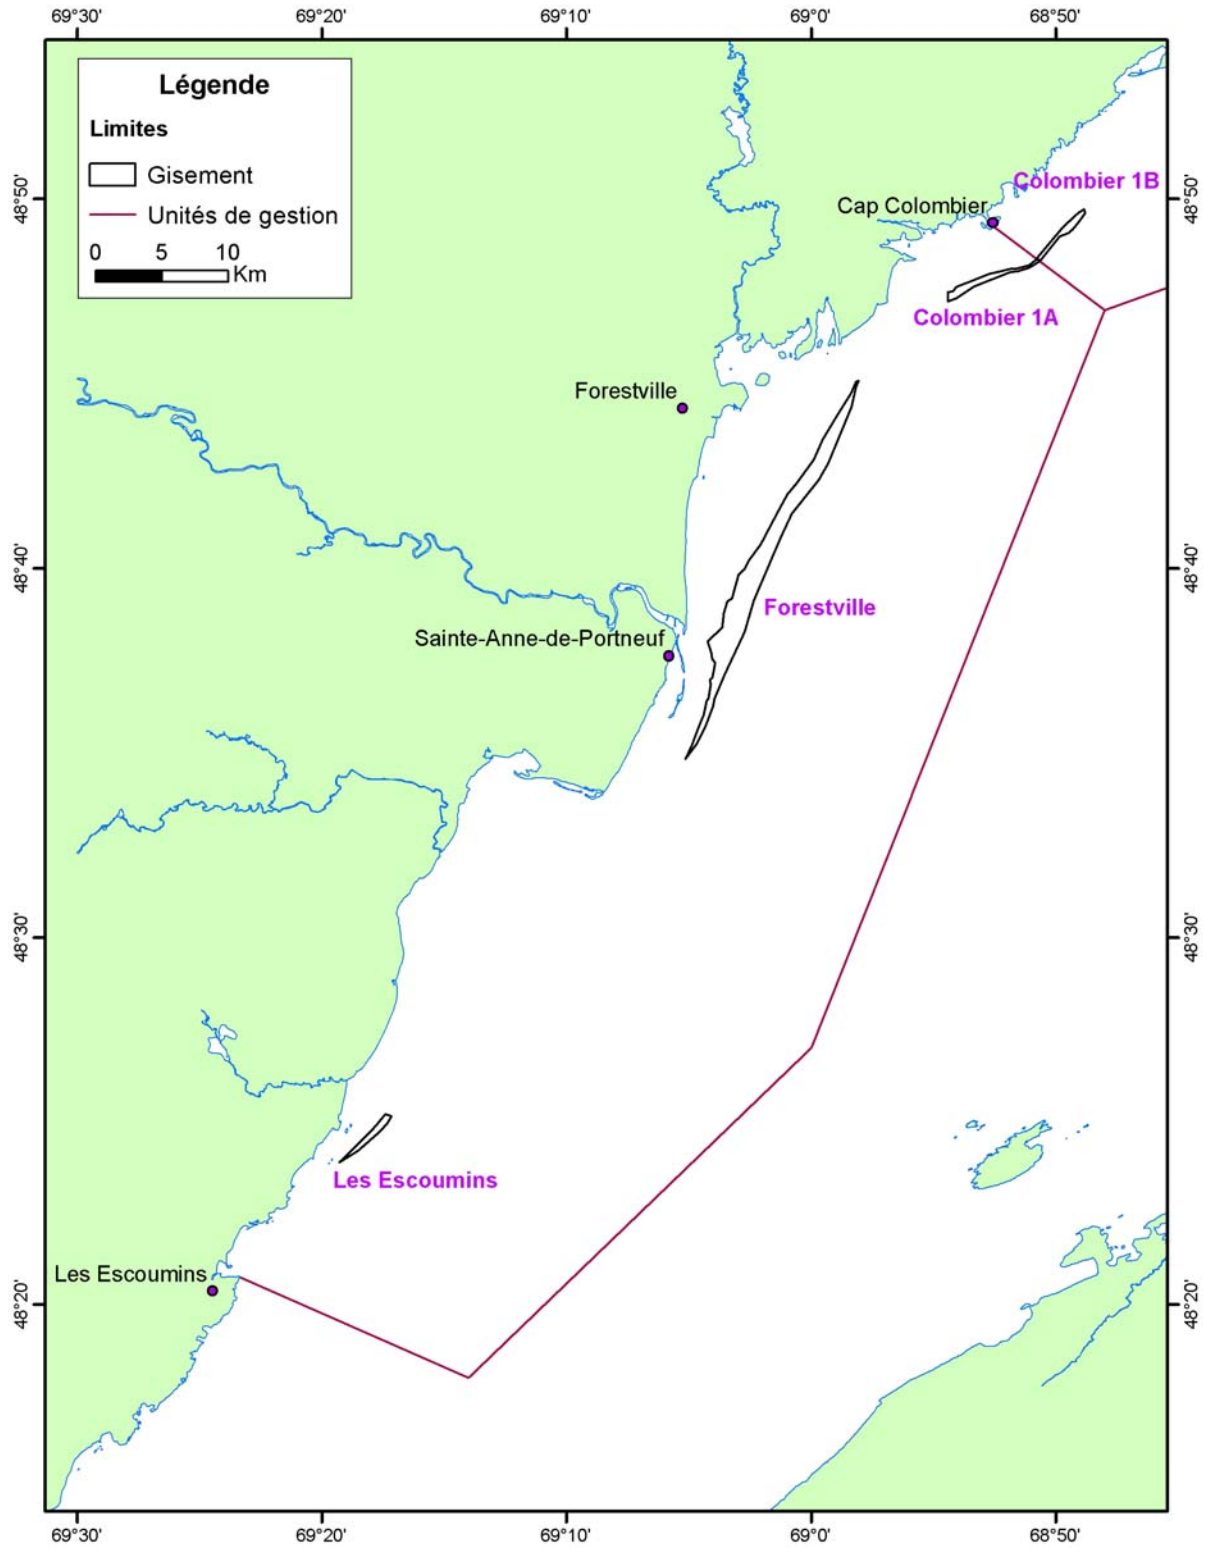 69°30'
69°20'
69°10'
69°0'
68°50'
Légende
Limites
Gisement
Unités de gestion
0 5 10
Km
48°50'
48°50'
Colombier 1B
Cap Colombier
Colombier 1A
Forestville
48°40'
48°40'
Forestville
Sainte-Anne-de-Portneuf
48°30'
48°30'
Les Escoumins
Les Escoumins
48°20'
48°20'
69°30'
69°20'
69°10'
69°0'
68°50'